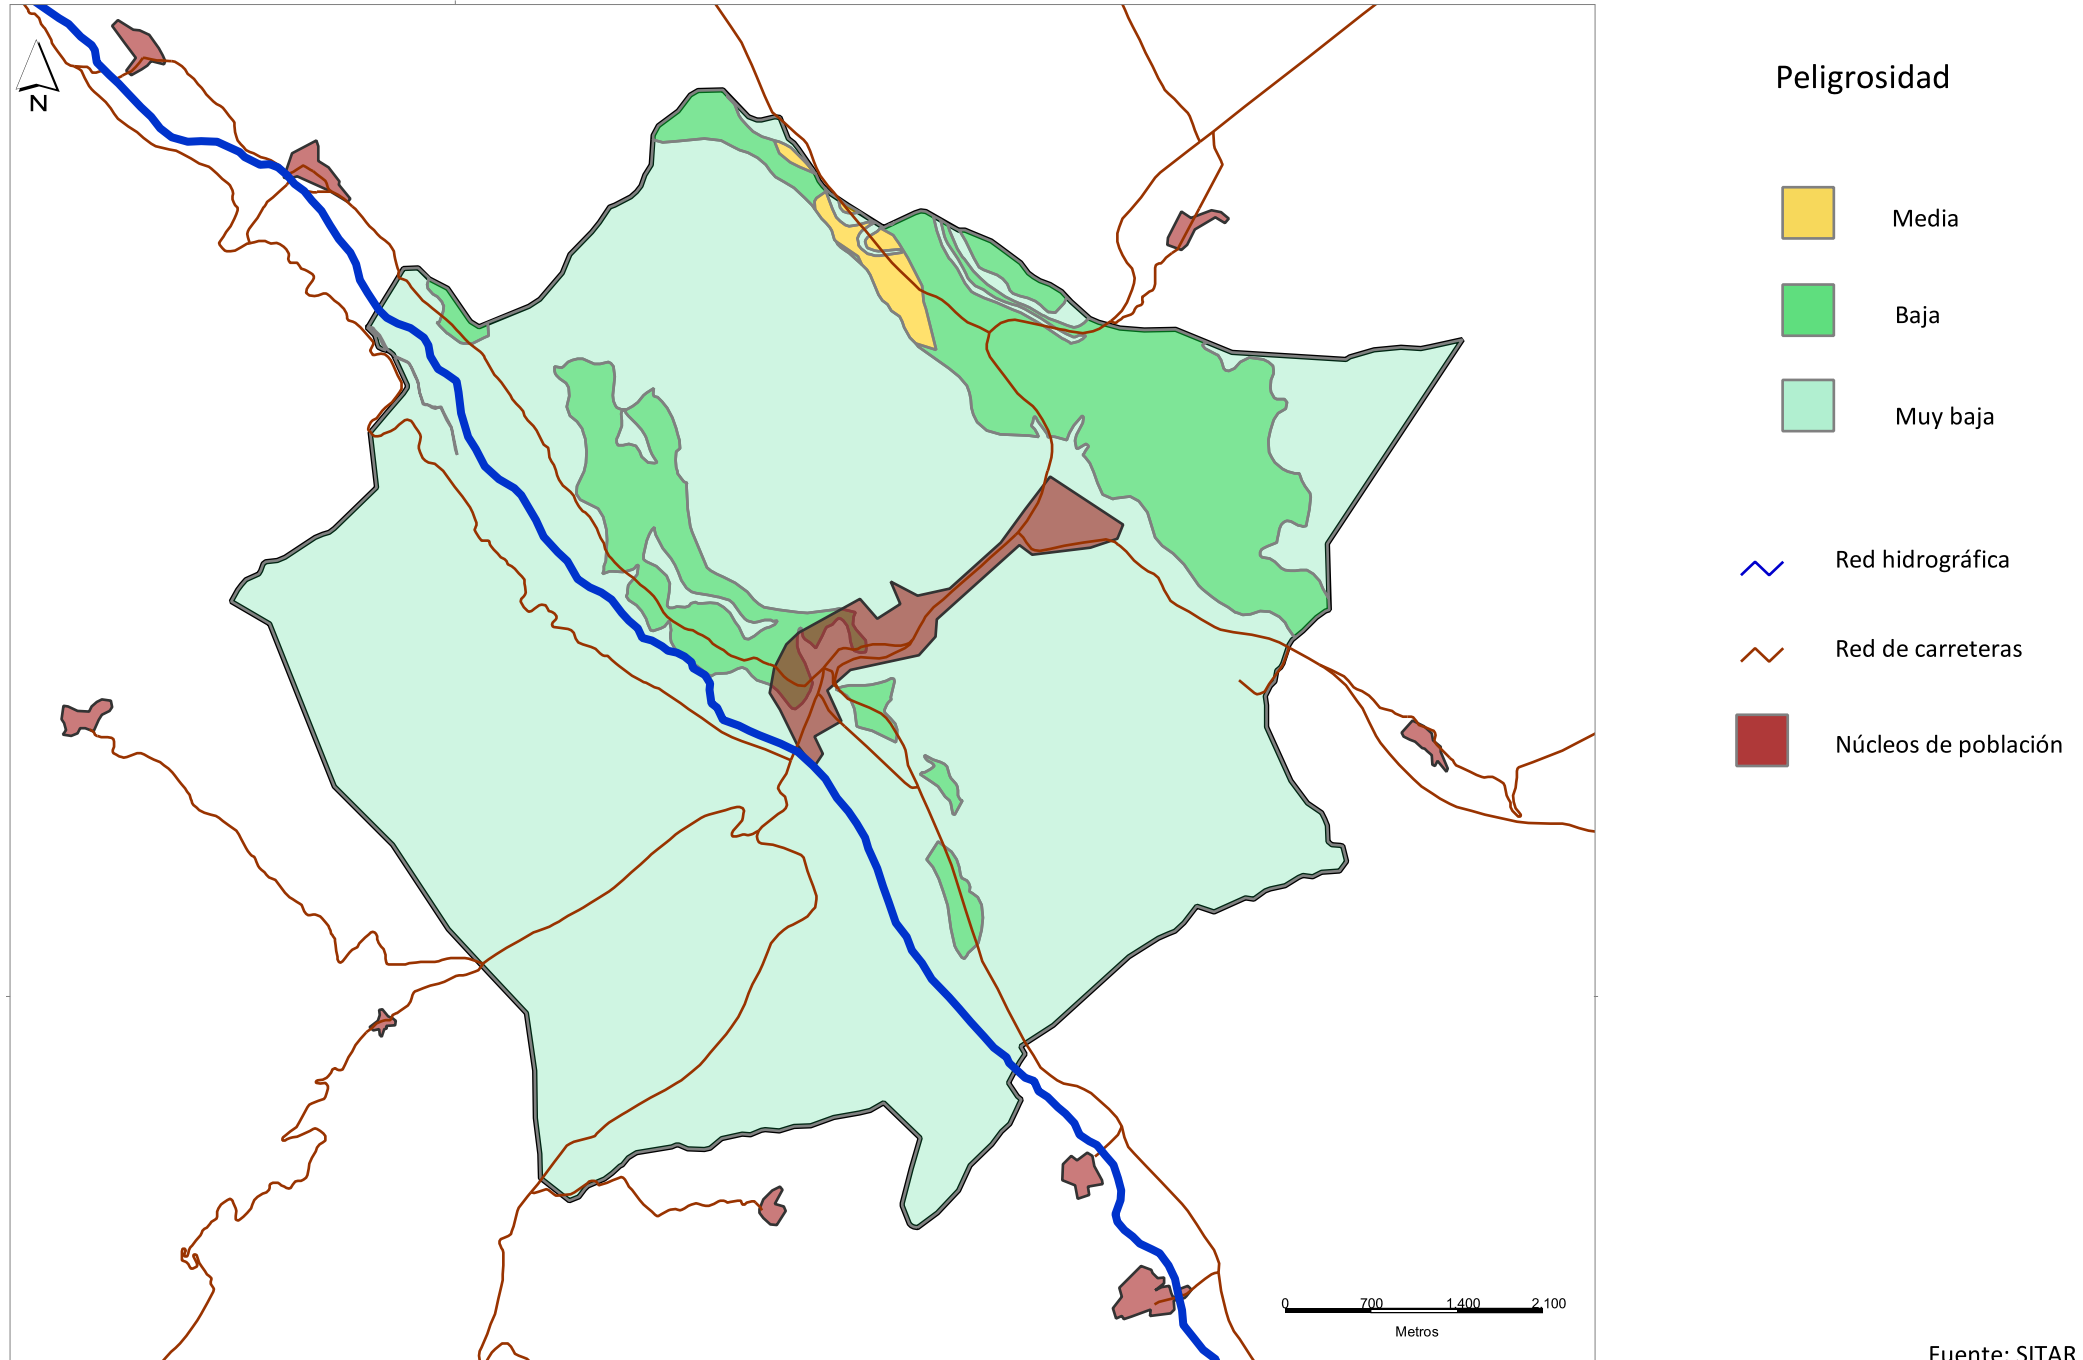 N
Peligrosidad
Media
Baja
Muy baja
Red hidrográfica
Red de carreteras
Núcleos de población
0 700 1.400 2.100
Metros
Fuente: SITAR